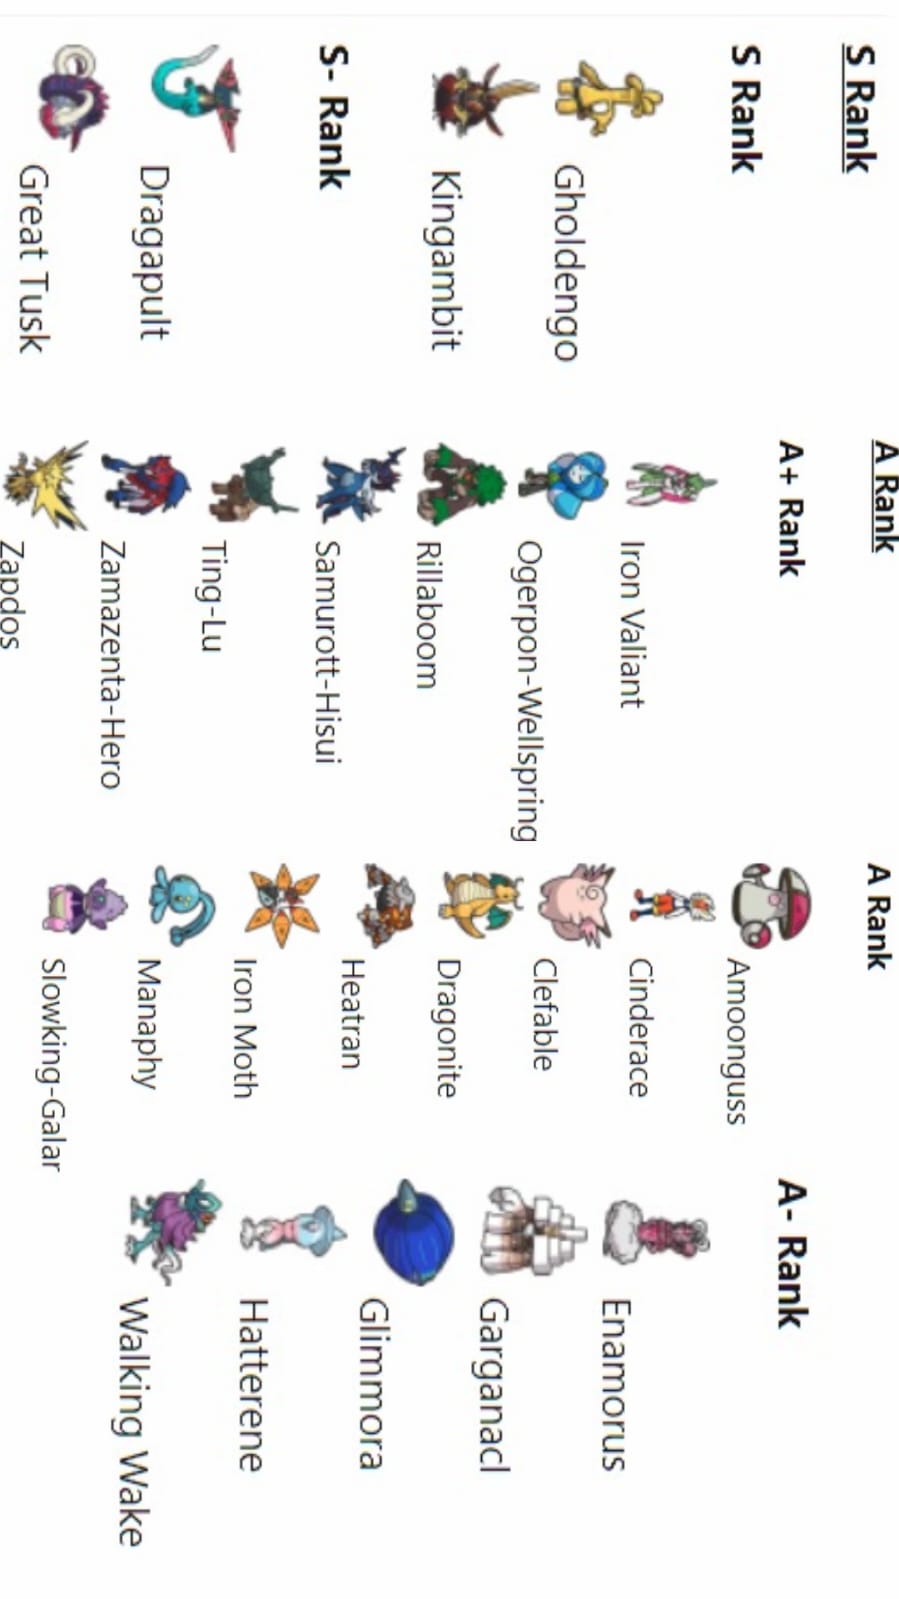 S Rank
S Rank
Gholdengo
Kingambit
S- Rank
Dragapult
Great Tusk
A Rank
A+ Rank
Iron Valiant
Ogerpon-Wellspring
Rillaboom
Samurott-Hisui
Ting-Lu
Zamazenta-Hero
Zapdos
A Rank
Amoonguss
Cinderace
Clefable
Dragonite
Heatran
Iron Moth
Manaphy
Slowking-Galar
A- Rank
Enamorus
Garganacl
Glimmora
Hatterene
Walking Wake